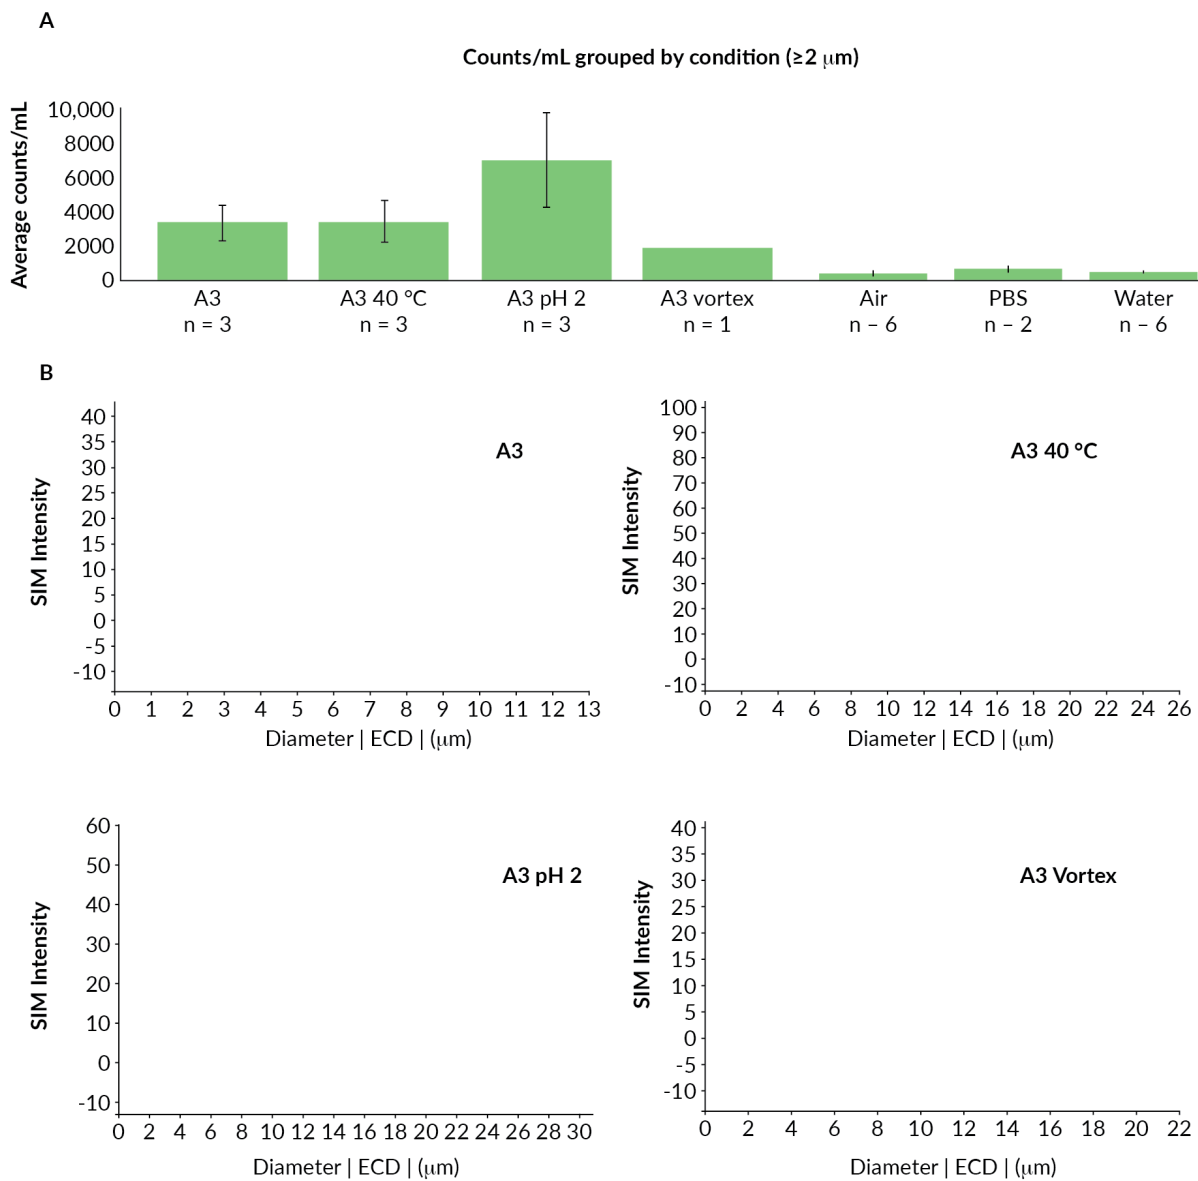 A
Counts/mL grouped by condition (≥2 μm)
Average counts/mL
10,000
8000
6000
4000
2000
0
A3 A3 40 °C A3 pH 2 A3 vortex Air PBS Water
n = 3 n = 3 n = 3 n = 1 n – 6 n – 2 n – 6
B
SIM Intensity
40
35
30
25
20
15
10
5
0
-5
-10
A3
0 1 2 3 4 5 6 7 8 9 10 11 12 13
Diameter | ECD | (μm)
SIM Intensity
100
90
80
70
60
50
40
30
20
10
0
-10
A3 40 °C
0 2 4 6 8 10 12 14 16 18 20 22 24 26
Diameter | ECD | (μm)
SIM Intensity
60
50
40
30
20
10
0
-10
A3 pH 2
0 2 4 6 8 10 12 14 16 18 20 22 24 26 28 30
Diameter | ECD | (μm)
SIM Intensity
40
35
30
25
20
15
10
5
0
-5
-10
A3 Vortex
0 2 4 6 8 10 12 14 16 18 20 22
Diameter | ECD | (μm)